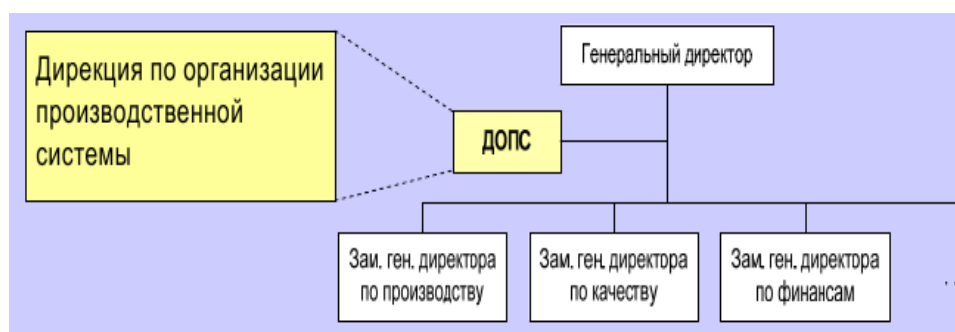 Дирекция по организации
производственной
системы
Генеральный директор
ДОПС
Зам. ген. директора
по производству
Зам. ген. директора
по качеству
Зам. ген. директора
по финансам
. .